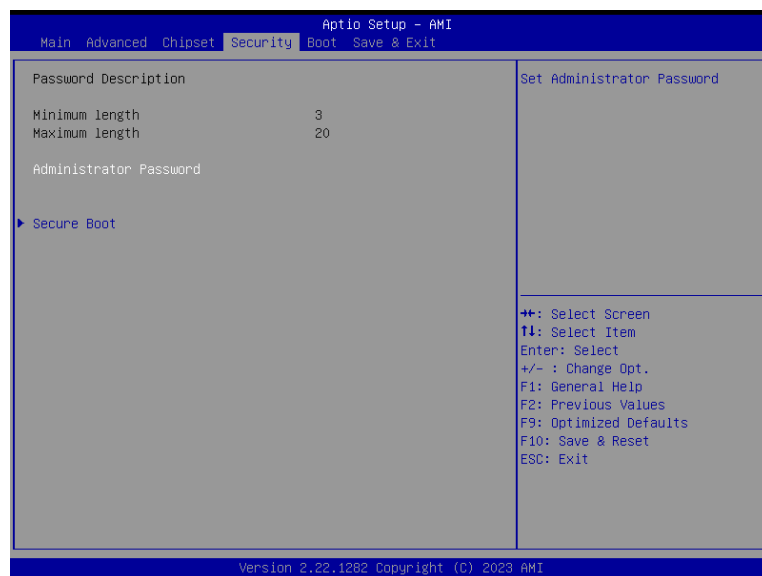 Aptio Setup - AMI
Main Advanced Chipset Security Boot Save & Exit
Password Description
Minimum length 3
Maximum length 20
Administrator Password
Secure Boot
Set Administrator Password
→←: Select Screen
↑↓: Select Item
Enter: Select
+/- : Change Opt.
F1: General Help
F2: Previous Values
F9: Optimized Defaults
F10: Save & Reset
ESC: Exit
Version 2.22.1282 Copyright (C) 2023 AMI